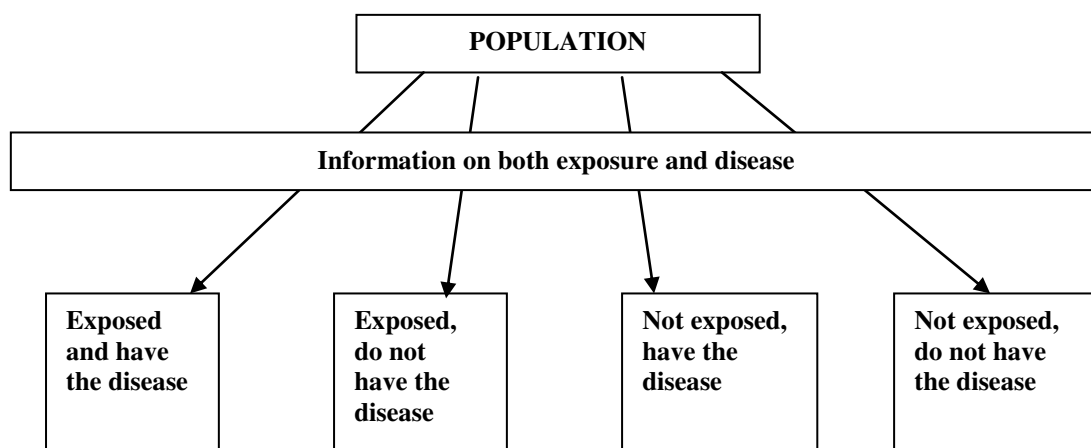 POPULATION
Information on both exposure and disease
Exposed
and have
the disease
Exposed,
do not
have the
disease
Not exposed,
have the
disease
Not exposed,
do not have
the disease